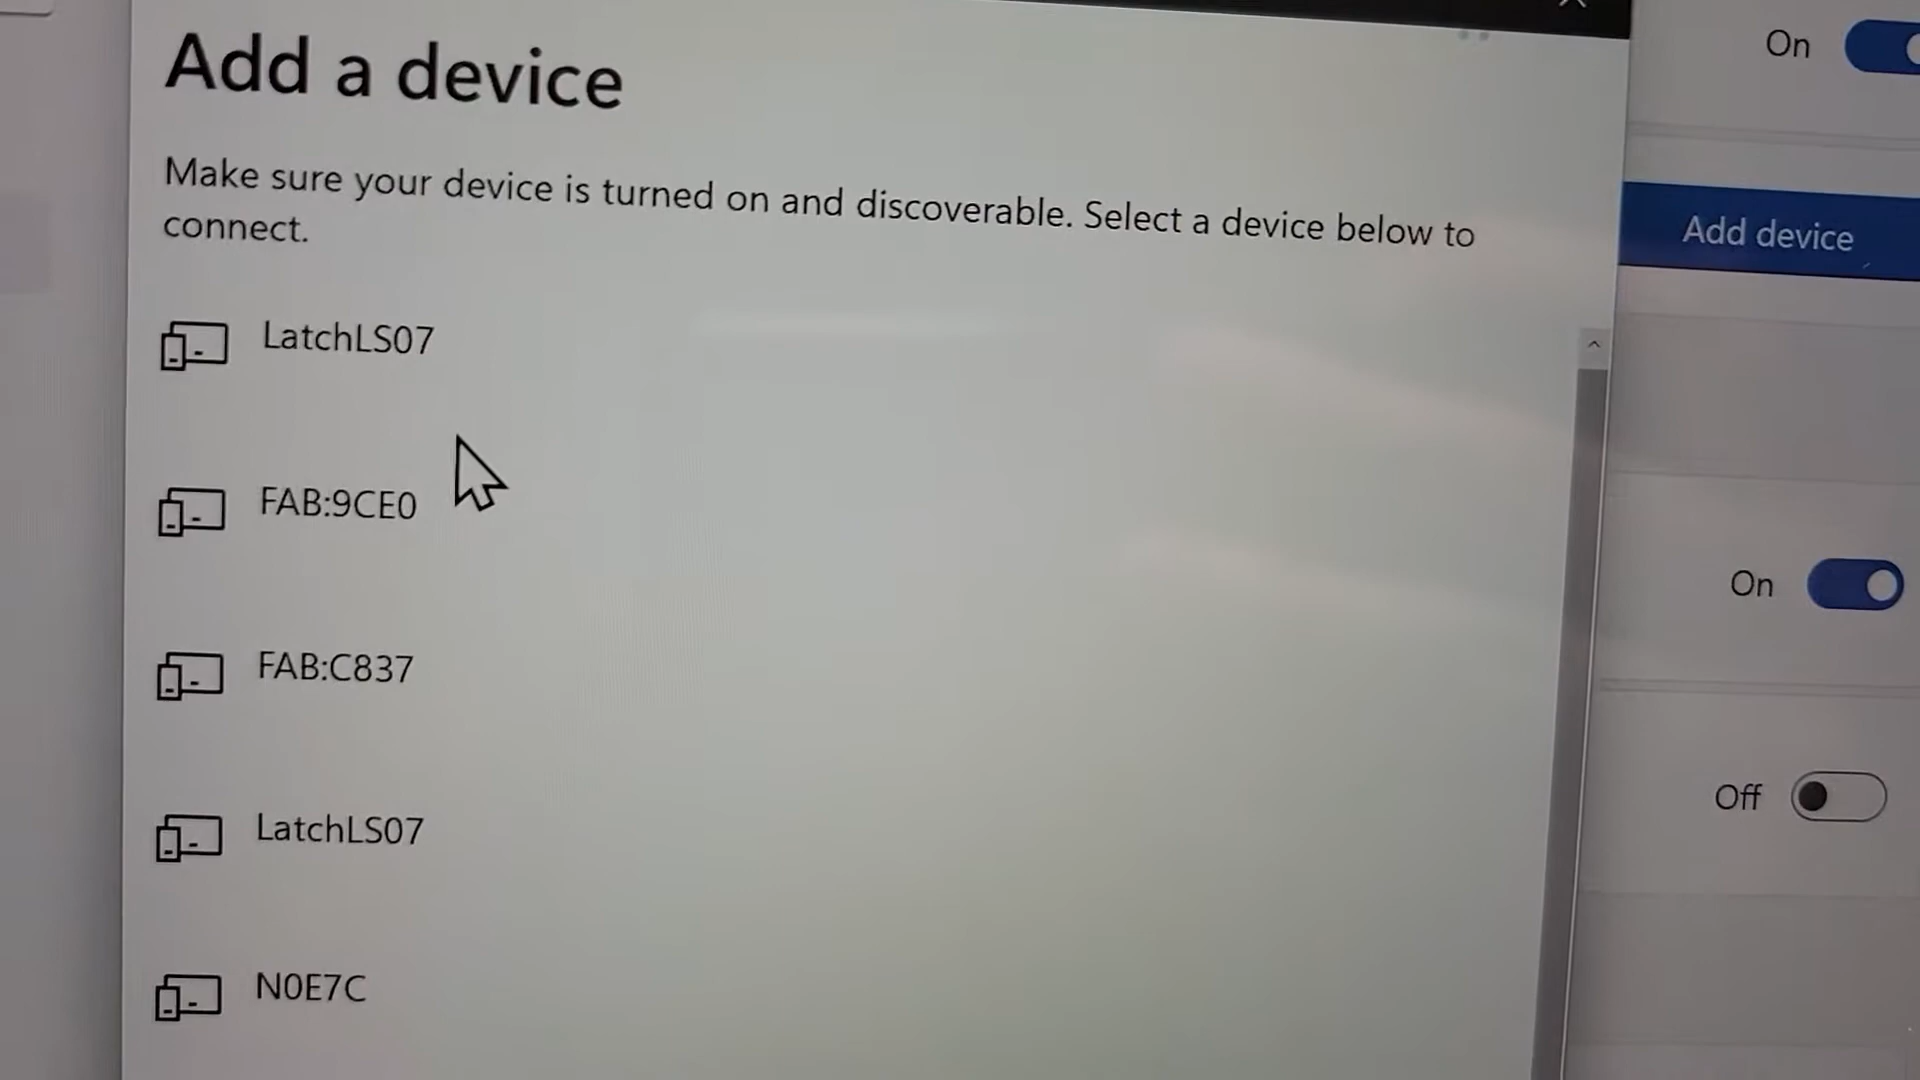 Add a device
Make sure your device is turned on and discoverable. Select a device below to
connect.
LatchLS07
FAB:9CE0
FAB:C837
LatchLS07
N0E7C
On
Add device
On
Off